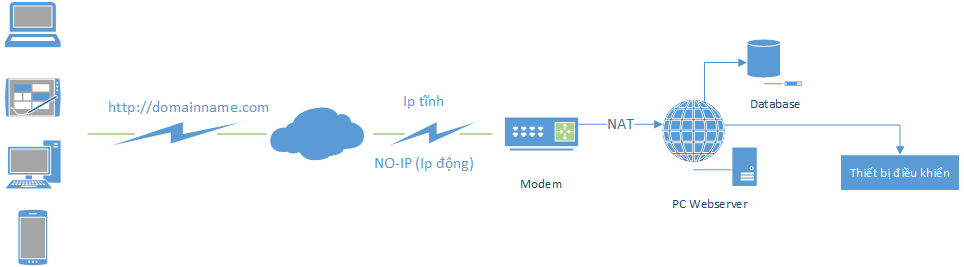 http://domainname.com
Ip tĩnh
NO-IP (Ip động)
Modem
NAT
PC Webserver
Database
Thiết bị điều khiển